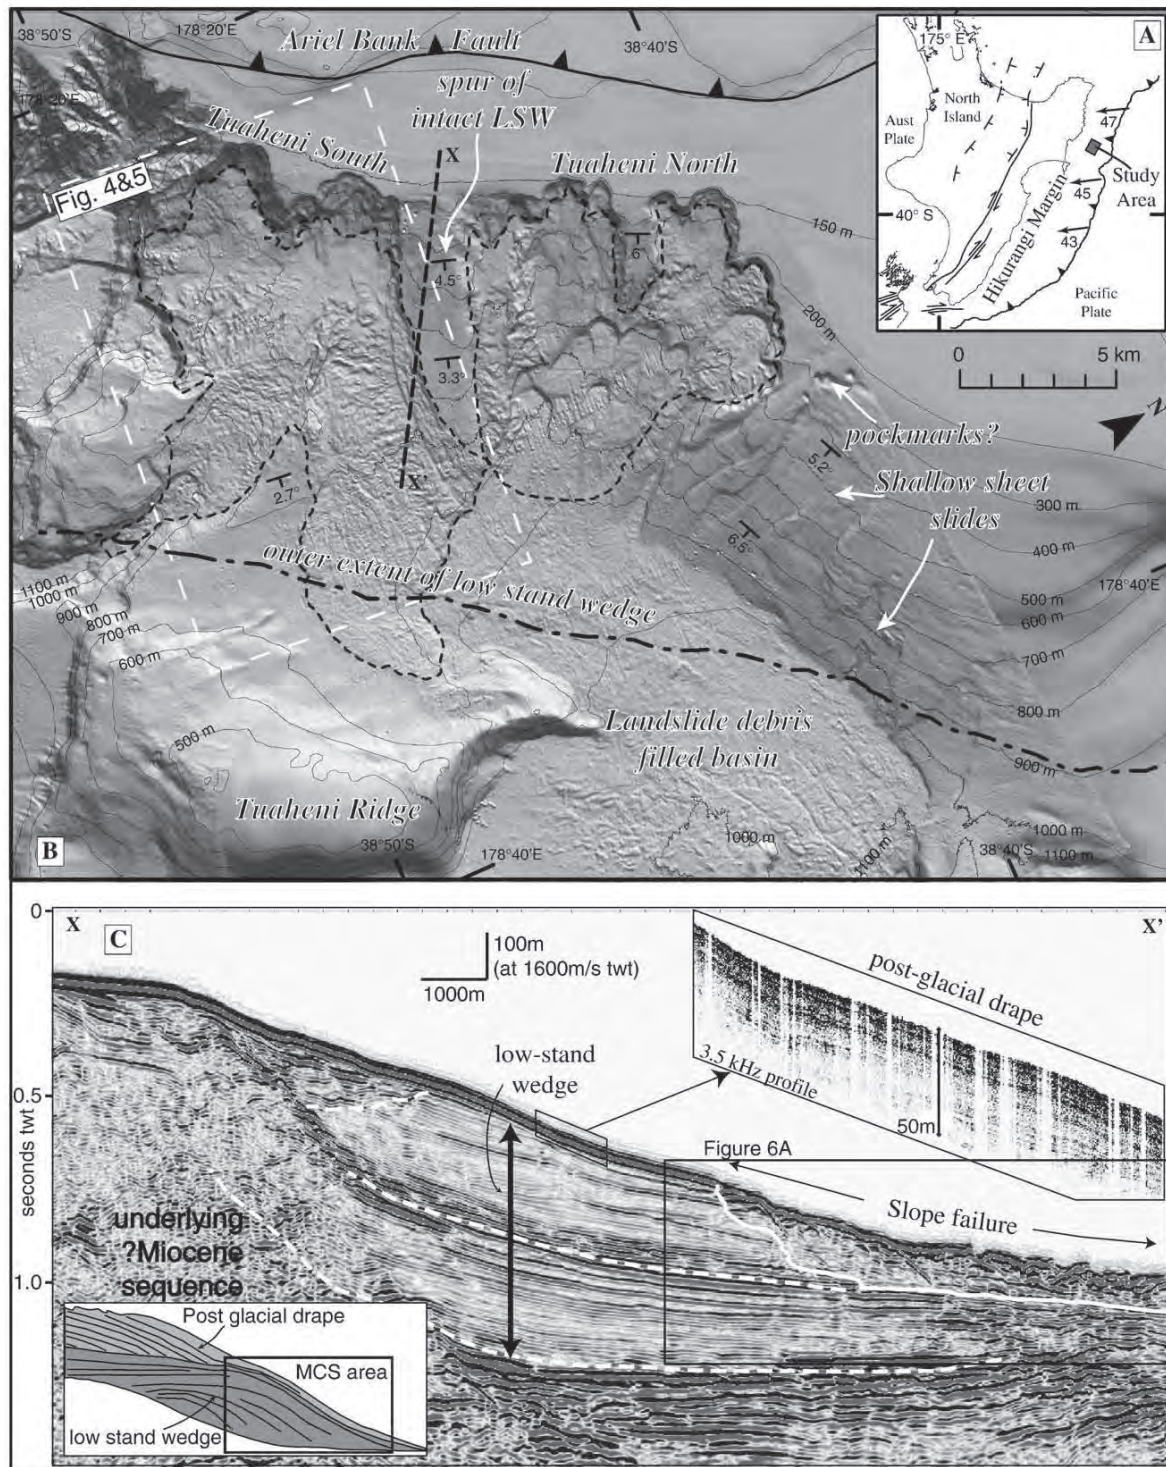 38°50'S
178°20'E
Ariel Bank Fault
38°40'S
178°20'E
spur of
intact LSW
Tuaheni South
X
Tuaheni North
Fig. 4&5
150 m
200 m
6°
4.5°
3.3°
2.7°
X'
pockmarks?
5.2°
Shallow sheet
slides
6.5°
300 m
400 m
178°40'E
500 m
600 m
700 m
800 m
900 m
outer extent of low stand wedge
1100 m
1000 m
900 m
800 m
700 m
600 m
500 m
Landslide debris
filled basin
Tuaheni Ridge
1000 m
1100 m
1000 m
1100 m
38°50'S
178°40'E
38°40'S
B
A
175° E
North
Island
Aust
Plate
47
Study
Area
45
40° S
43
Hikurangi Margin
Pacific
Plate
0 5 km
N
0
X
C
X'
100m
(at 1600m/s twt)
1000m
post-glacial drape
low-stand
wedge
3.5 kHz profile
50m
0.5
seconds twt
Figure 6A
Slope failure
underlying
?Miocene
sequence
1.0
Post glacial drape
MCS area
low stand wedge